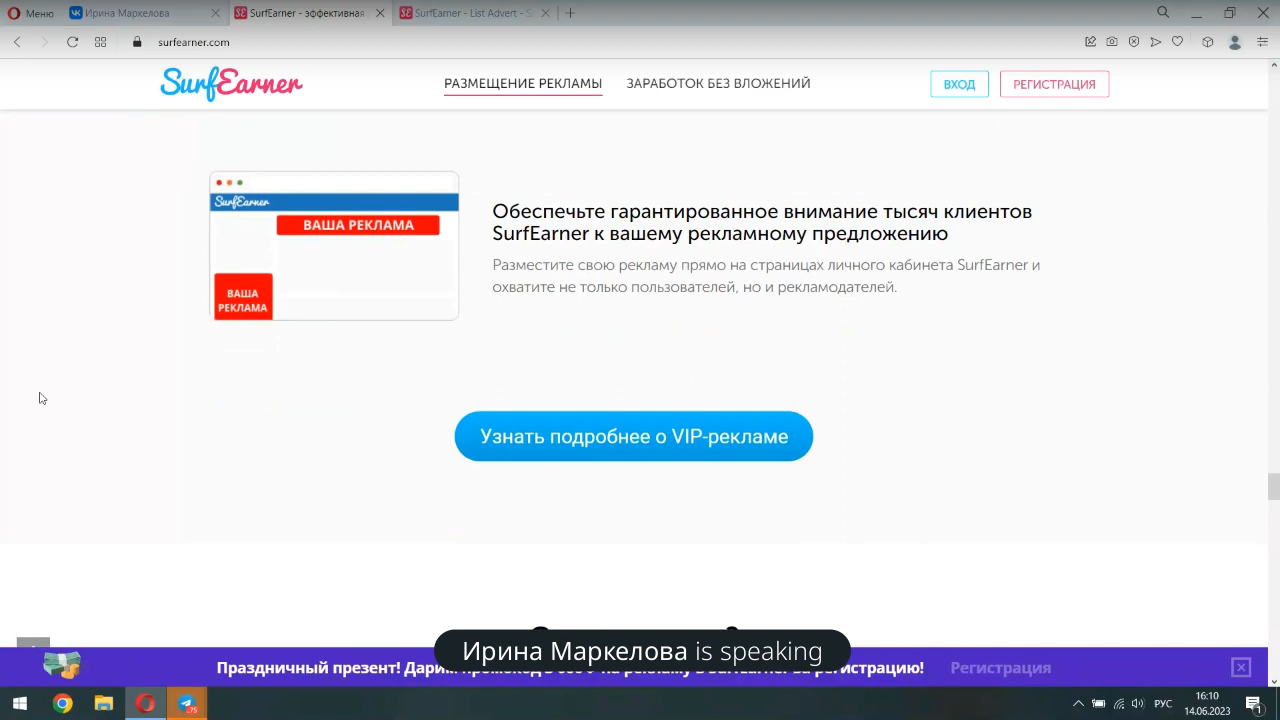 Меню
Ирина Маркелова
SurfEarner - эффективная
SurfEarner - List Advert -
surfearner.com
SurfEarner
РАЗМЕЩЕНИЕ РЕКЛАМЫ
ЗАРАБОТОК БЕЗ ВЛОЖЕНИЙ
ВХОД
РЕГИСТРАЦИЯ
SurfEarner
ВАША РЕКЛАМА
ВАША
РЕКЛАМА
Обеспечьте гарантированное внимание тысяч клиентов
SurfEarner к вашему рекламному предложению
Разместите свою рекламу прямо на страницах личного кабинета SurfEarner и
охватите не только пользователей, но и рекламодателей.
Узнать подробнее о VIP-рекламе
Ирина Маркелова is speaking
Праздничный презент! Дарим регистрацию!
Регистрация
75
РУС
16:10
14.06.2023
1